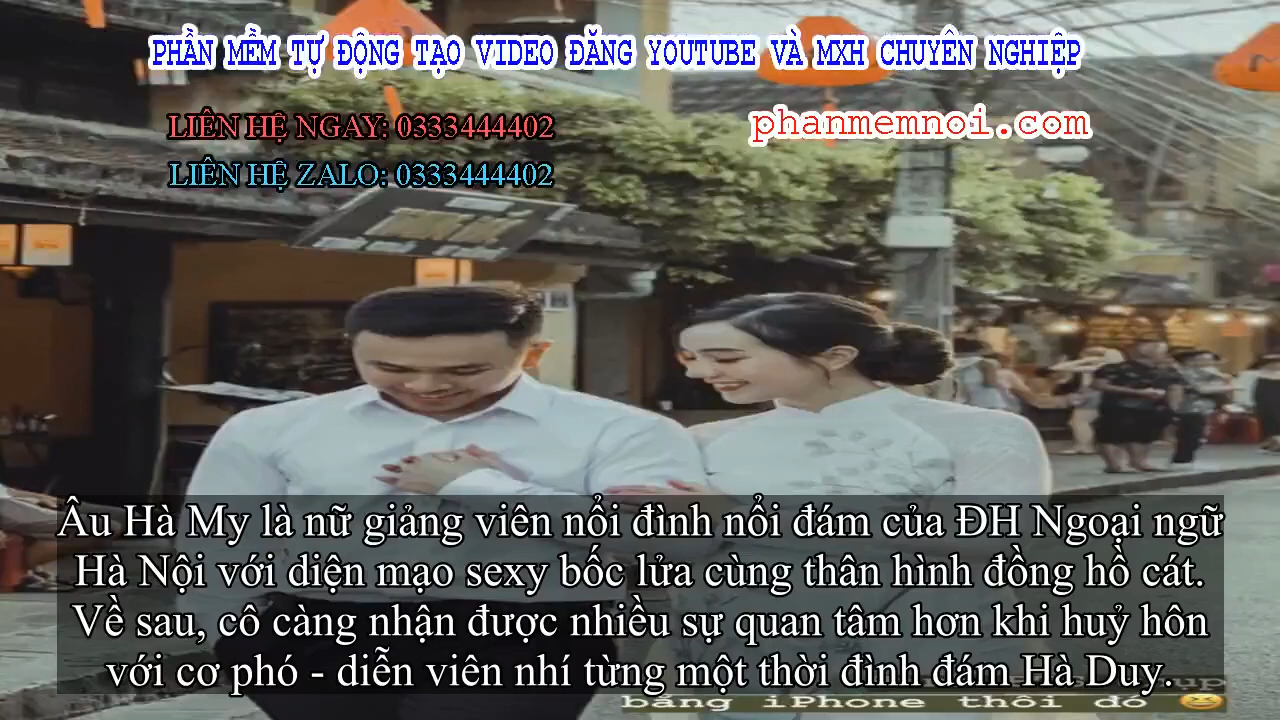 PHẦN MỀM TỰ ĐỘNG TẠO VIDEO ĐĂNG YOUTUBE VÀ MXH CHUYÊN NGHIỆP
LIÊN HỆ NGAY: 0333444402
phanmemnoi.com
LIÊN HỆ ZALO: 0333444402
Âu Hà My là nữ giảng viên nổi đình nổi đám của ĐH Ngoại ngữ
Hà Nội với diện mạo sexy bốc lửa cùng thân hình đồng hồ cát.
Về sau, cô càng nhận được nhiều sự quan tâm hơn khi huỷ hôn
với cơ phó - diễn viên nhí từng một thời đình đám Hà Duy.
bằng iPhone thôi đó 😆